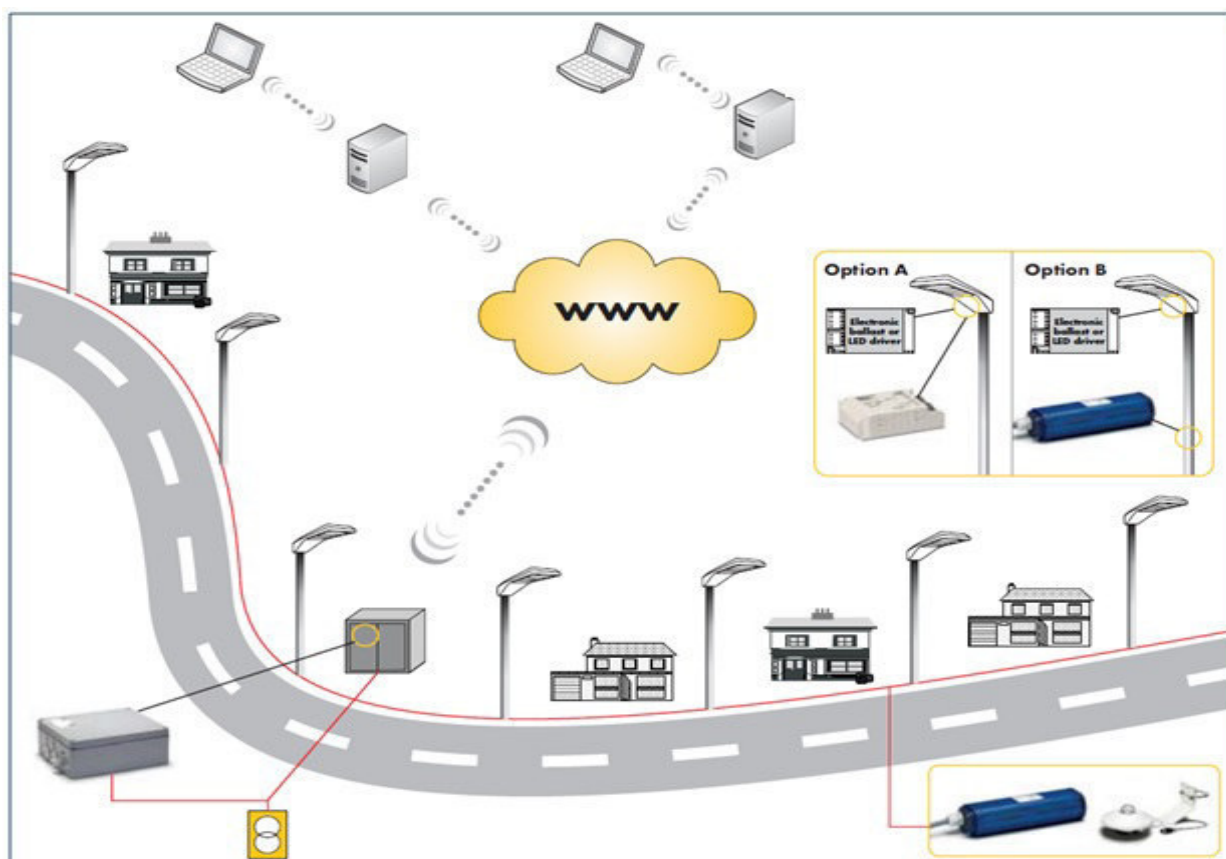 www
Option A
Option B
Electronic
ballast or
LED driver
Electronic
ballast or
LED driver